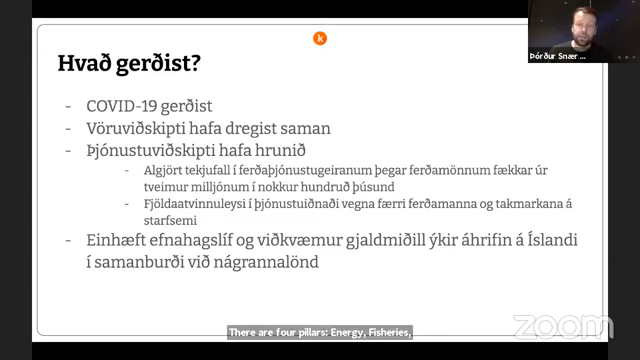 k
Þórður Snær ...
Hvað gerðist?
- COVID-19 gerðist
- Vöruviðskipti hafa dregist saman
- Þjónustuviðskipti hafa hrunið
- Algjört tekjufall í ferðaþjónustugeiranum þegar ferðamönnum fækkar úr
tveimur milljónum í nokkur hundruð þúsund
- Fjöldaatvinnuleysi í þjónustuiðnaði vegna færri ferðamanna og takmarkana á
starfsemi
- Einhæft efnahagslíf og viðkvæmur gjaldmiðill ýkir áhrifin á Íslandi
í samanburði við nágrannalönd
There are four pillars: Energy, Fisheries,
zoom